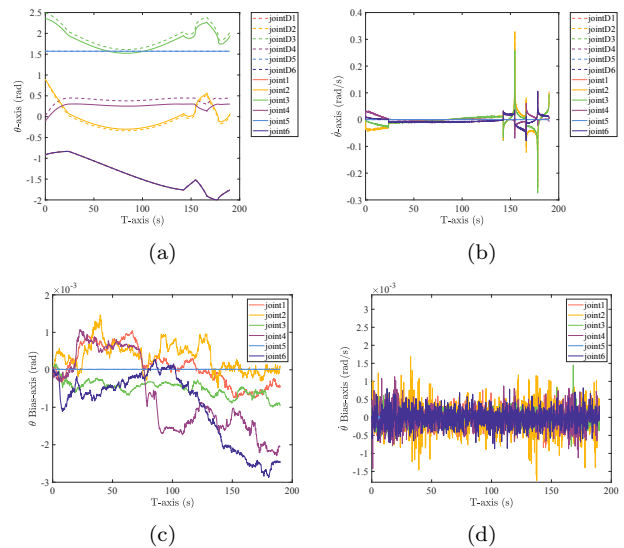 2.5
2
1.5
1
0.5
0
-0.5
-1
-1.5
-2
θ-axis (rad)
0
50
100
150
200
T-axis (s)
jointD1
jointD2
jointD3
jointD4
jointD5
jointD6
joint1
joint2
joint3
joint4
joint5
joint6
(a)
0.4
0.3
0.2
0.1
0
-0.1
-0.2
-0.3
θ̇-axis (rad/s)
0
50
100
150
200
T-axis (s)
jointD1
jointD2
jointD3
jointD4
jointD5
jointD6
joint1
joint2
joint3
joint4
joint5
joint6
(b)
×10⁻³
2
1
0
-1
-2
-3
θ Bias-axis (rad)
0
50
100
150
200
T-axis (s)
joint1
joint2
joint3
joint4
joint5
joint6
(c)
×10⁻³
3
2.5
2
1.5
1
0.5
0
-0.5
-1
-1.5
θ̇ Bias-axis (rad/s)
0
50
100
150
200
T-axis (s)
joint1
joint2
joint3
joint4
joint5
joint6
(d)